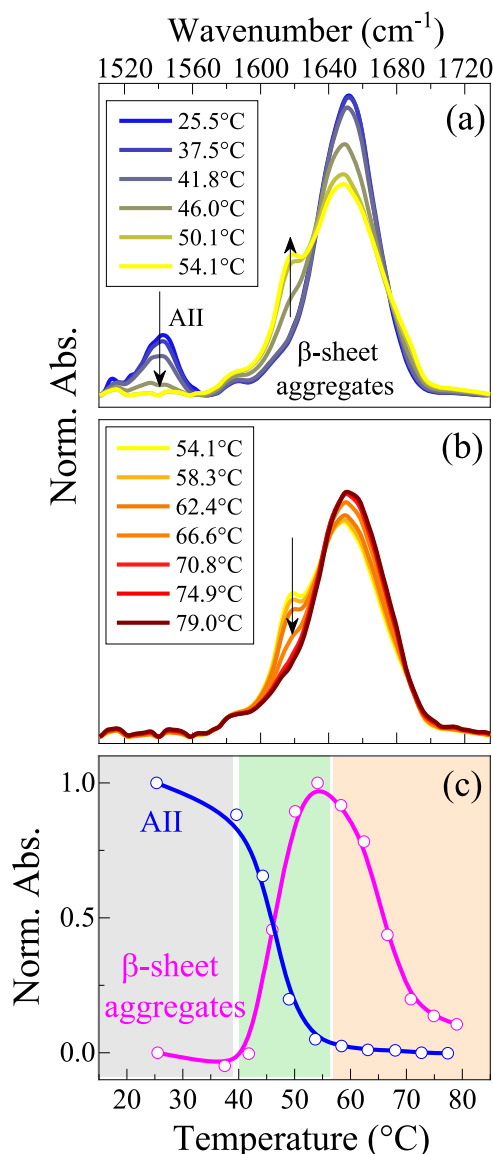 Wavenumber (cm⁻¹)
1520 1560 1600 1640 1680 1720
(a)
25.5°C
37.5°C
41.8°C
46.0°C
50.1°C
54.1°C
AII
β-sheet
aggregates
Norm. Abs.
(b)
54.1°C
58.3°C
62.4°C
66.6°C
70.8°C
74.9°C
79.0°C
(c)
1.0
0.5
0.0
Norm. Abs.
AII
β-sheet
aggregates
20 30 40 50 60 70 80
Temperature (°C)